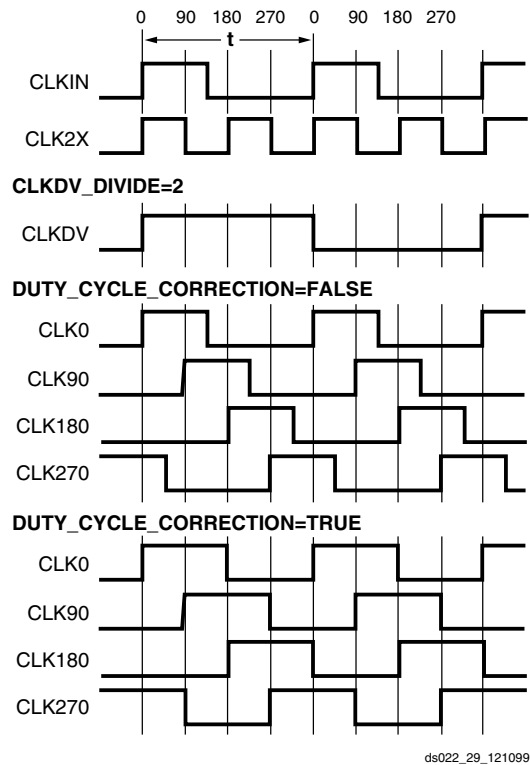 0 90 180 270 0 90 180 270
t
CLKIN
CLK2X
CLKDV_DIVIDE=2
CLKDV
DUTY_CYCLE_CORRECTION=FALSE
CLK0
CLK90
CLK180
CLK270
DUTY_CYCLE_CORRECTION=TRUE
CLK0
CLK90
CLK180
CLK270
ds022_29_121099